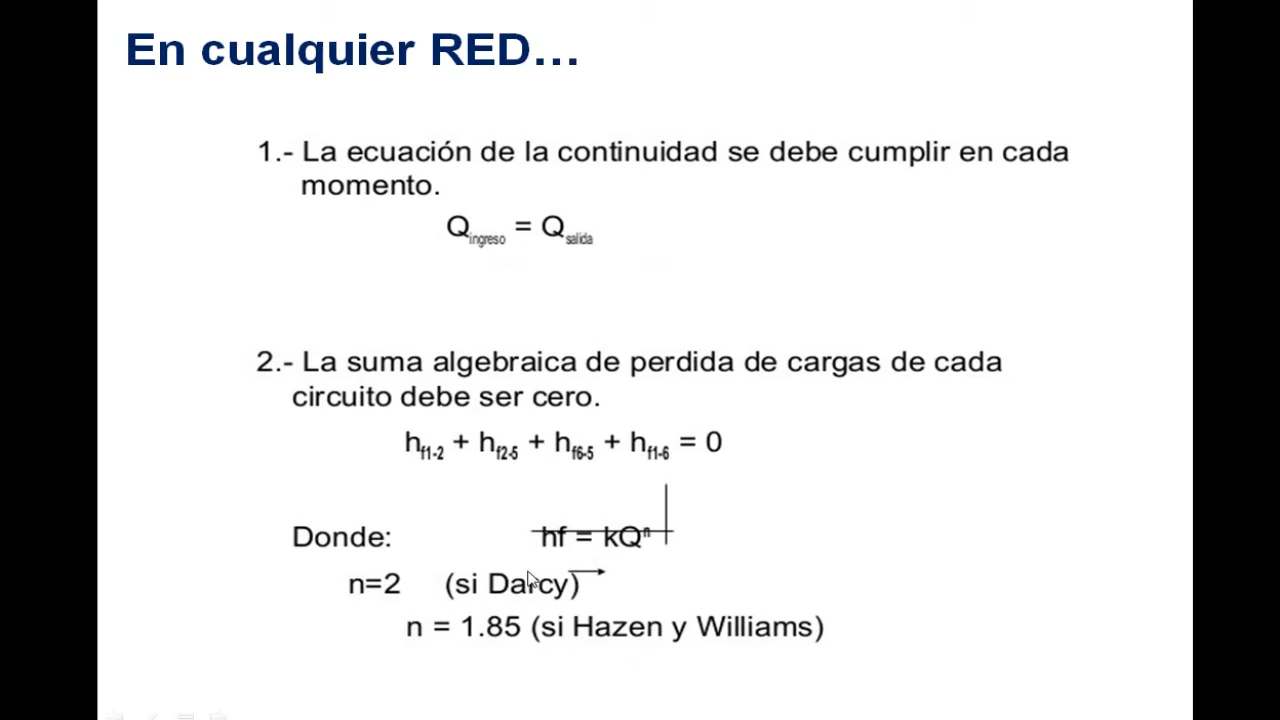 En cualquier RED…
1.- La ecuación de la continuidad se debe cumplir en cada
momento.
Qingreso = Qsalida
2.- La suma algebraica de perdida de cargas de cada
circuito debe ser cero.
hf1-2 + hf2-5 + hf6-5 + hf1-6 = 0
Donde: hf = kQⁿ
n=2 (si Darcy)
n = 1.85 (si Hazen y Williams)